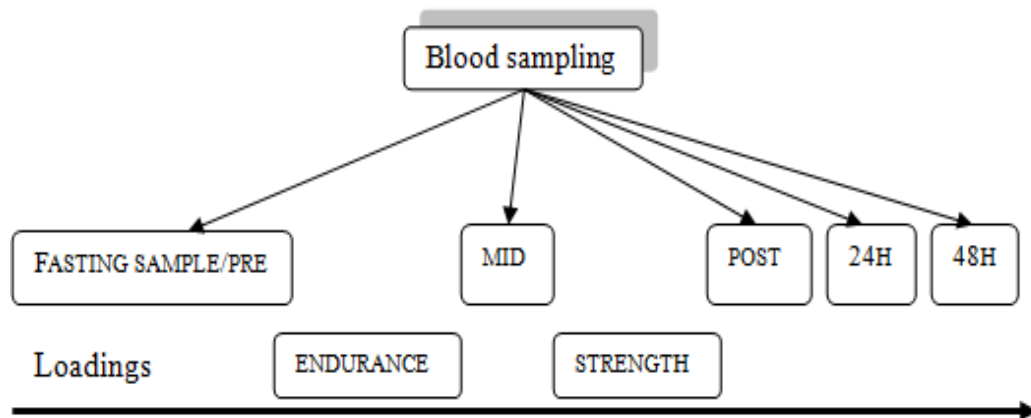 Blood sampling
FASTING SAMPLE/PRE
MID
POST
24H
48H
Loadings
ENDURANCE
STRENGTH